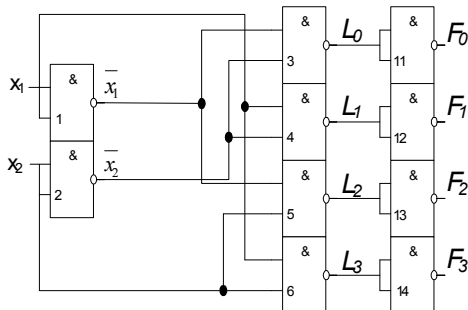 & & L₀ &
x₁ & x̄₁ 3 11 F₀
1 & L₁ & F₁
x₂ & x̄₂ 4 12
2 & L₂ & F₂
5 13
& L₃ & F₃
6 14